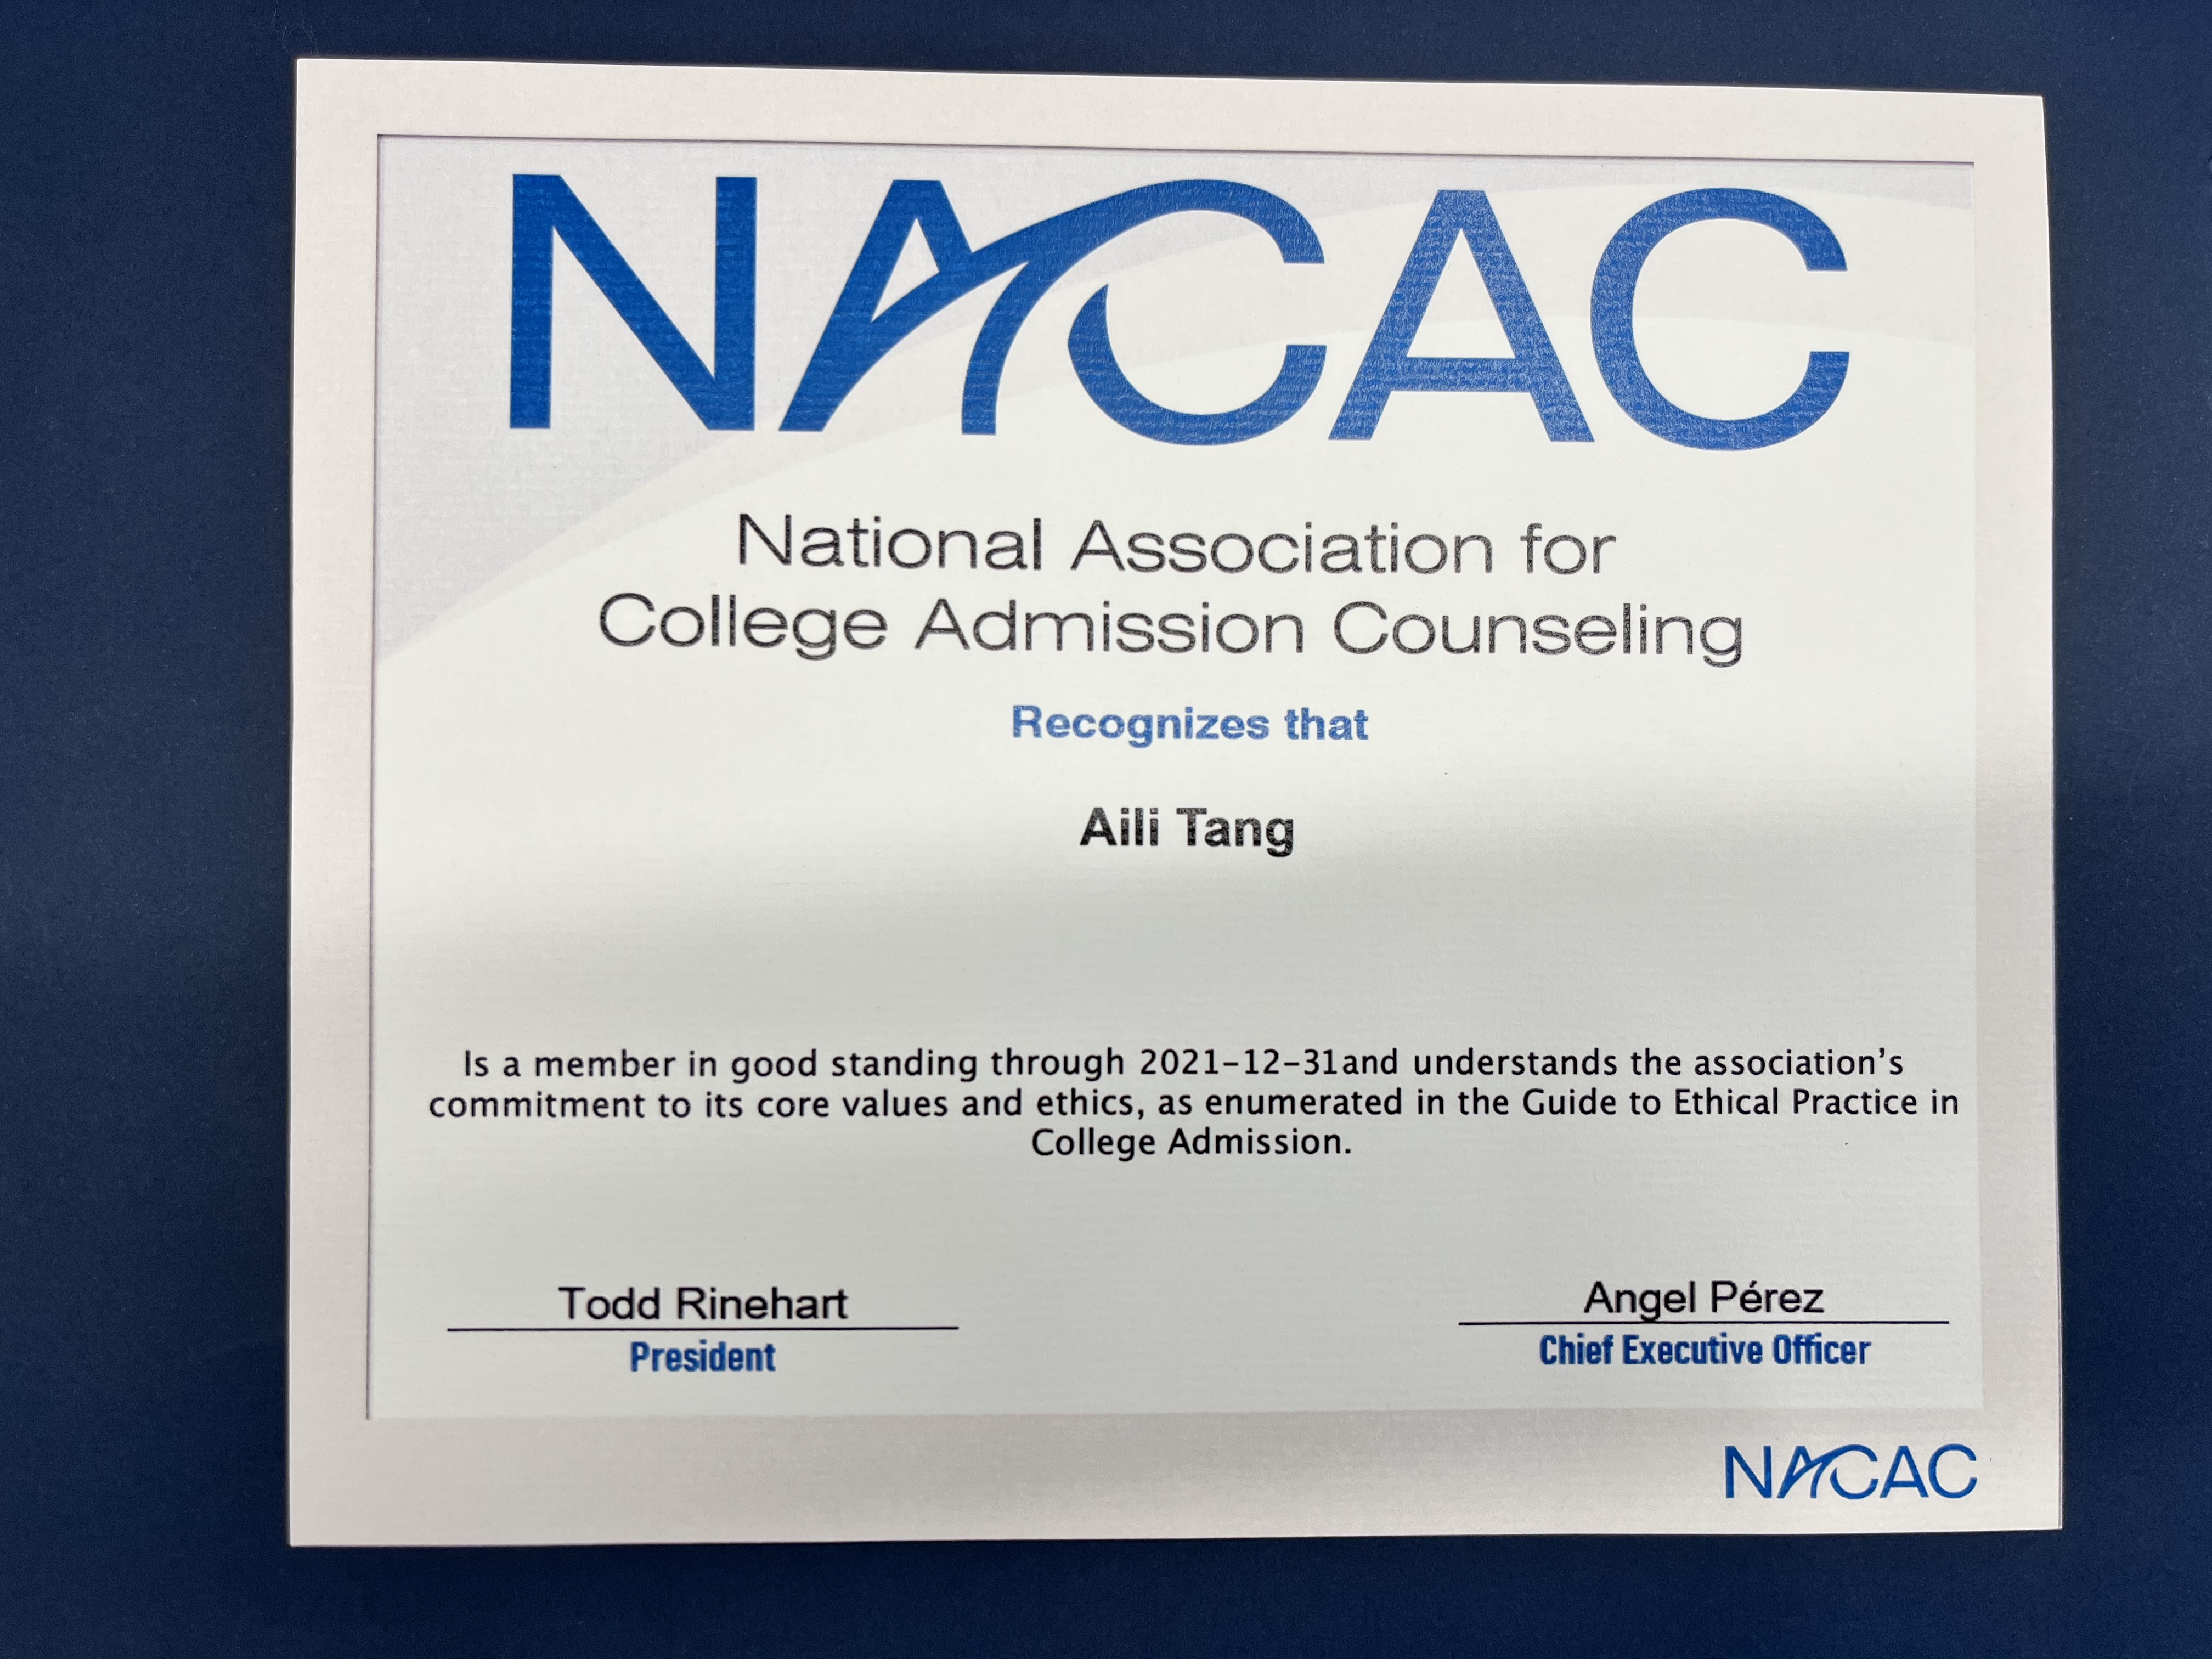 NACAC
National Association for
College Admission Counseling
Recognizes that
Aili Tang
Is a member in good standing through 2021-12-31and understands the association's
commitment to its core values and ethics, as enumerated in the Guide to Ethical Practice in
College Admission.
Todd Rinehart
President
Angel Pérez
Chief Executive Officer
NACAC